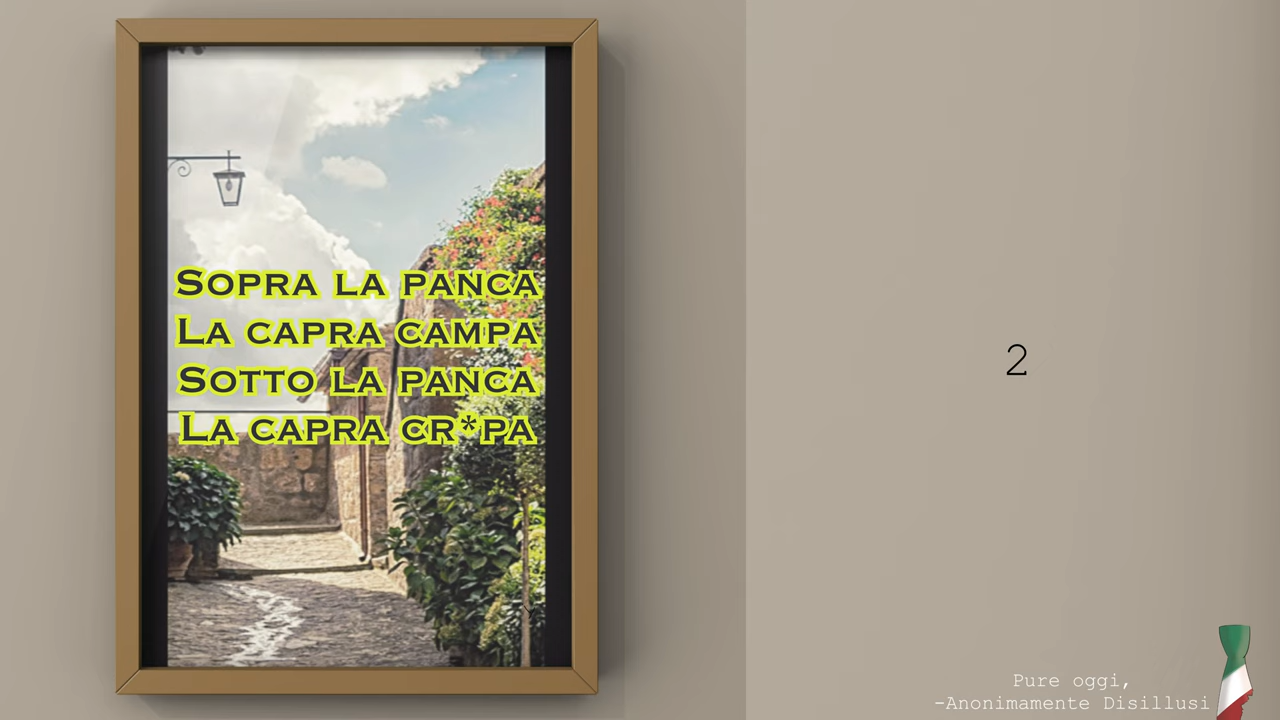 Sopra la panca
La capra campa
Sotto la panca
La capra cr*pa
2
Pure oggi,
-Anonimamente Disillusi